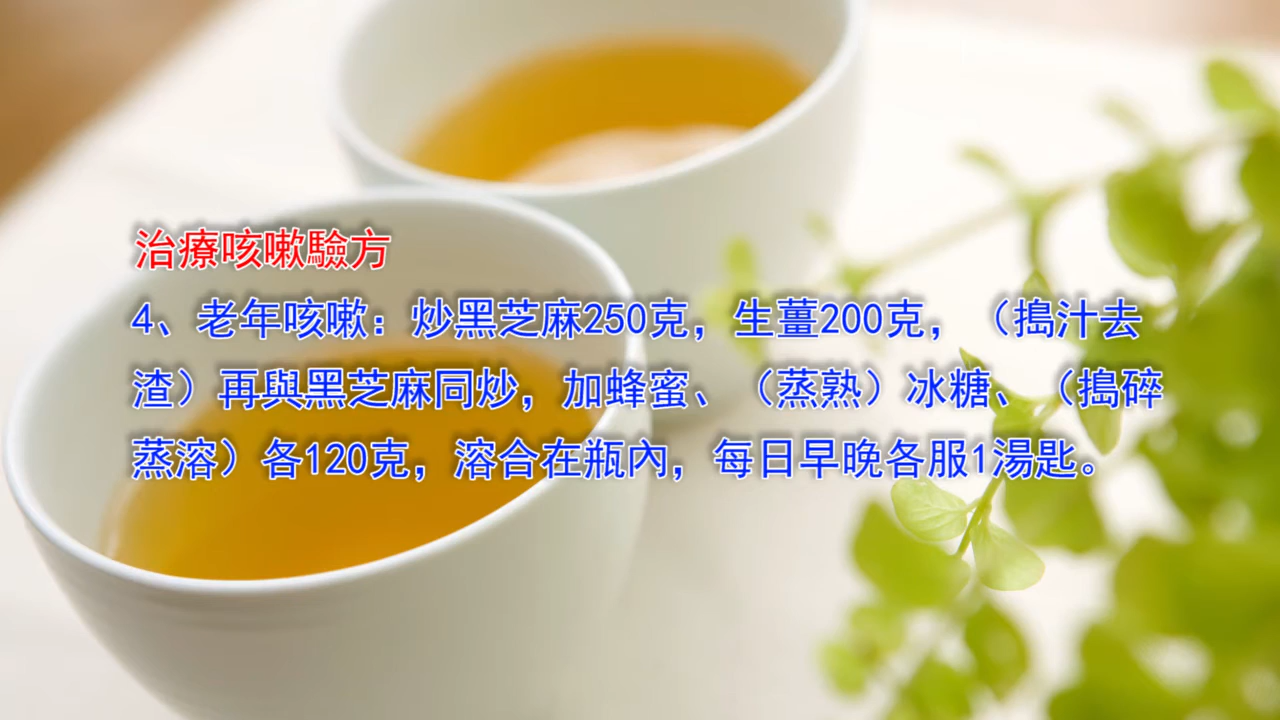 治療咳嗽驗方
4、老年咳嗽：炒黑芝麻250克，生薑200克，（搗汁去
渣）再與黑芝麻同炒，加蜂蜜、（蒸熟）冰糖、（搗碎
蒸溶）各120克，溶合在瓶內，每日早晚各服1湯匙。